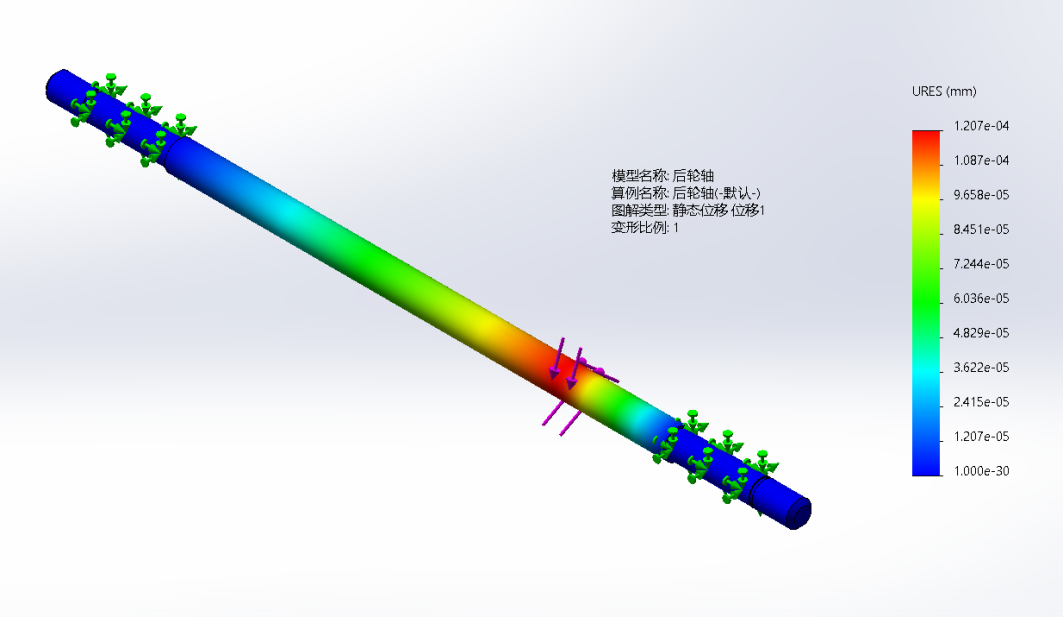 URES (mm)
1.207e-04
1.087e-04
9.658e-05
8.451e-05
7.244e-05
6.036e-05
4.829e-05
3.622e-05
2.415e-05
1.207e-05
1.000e-30
模型名称: 后轮轴
算例名称: 后轮轴(-默认-)
图解类型: 静态位移 位移1
变形比例: 1